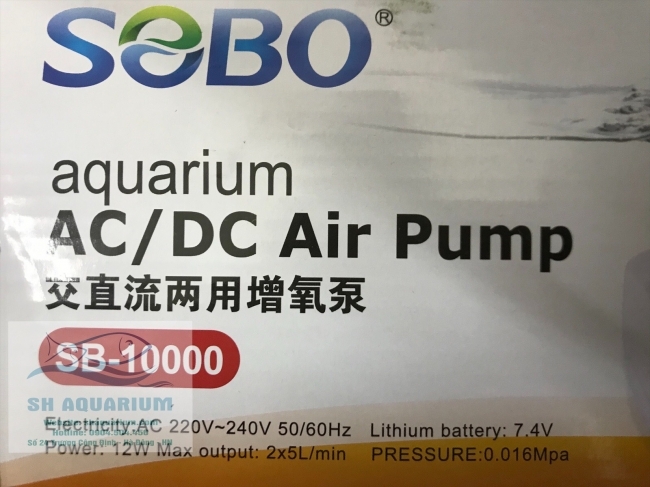 SOBO®
aquarium
AC/DC Air Pump
交直流两用增氧泵
SB-10000
SH AQUARIUM
Electricity:AC 220V~240V 50/60Hz Lithium battery: 7.4V
Power: 12W Max output: 2x5L/min PRESSURE:0.016Mpa